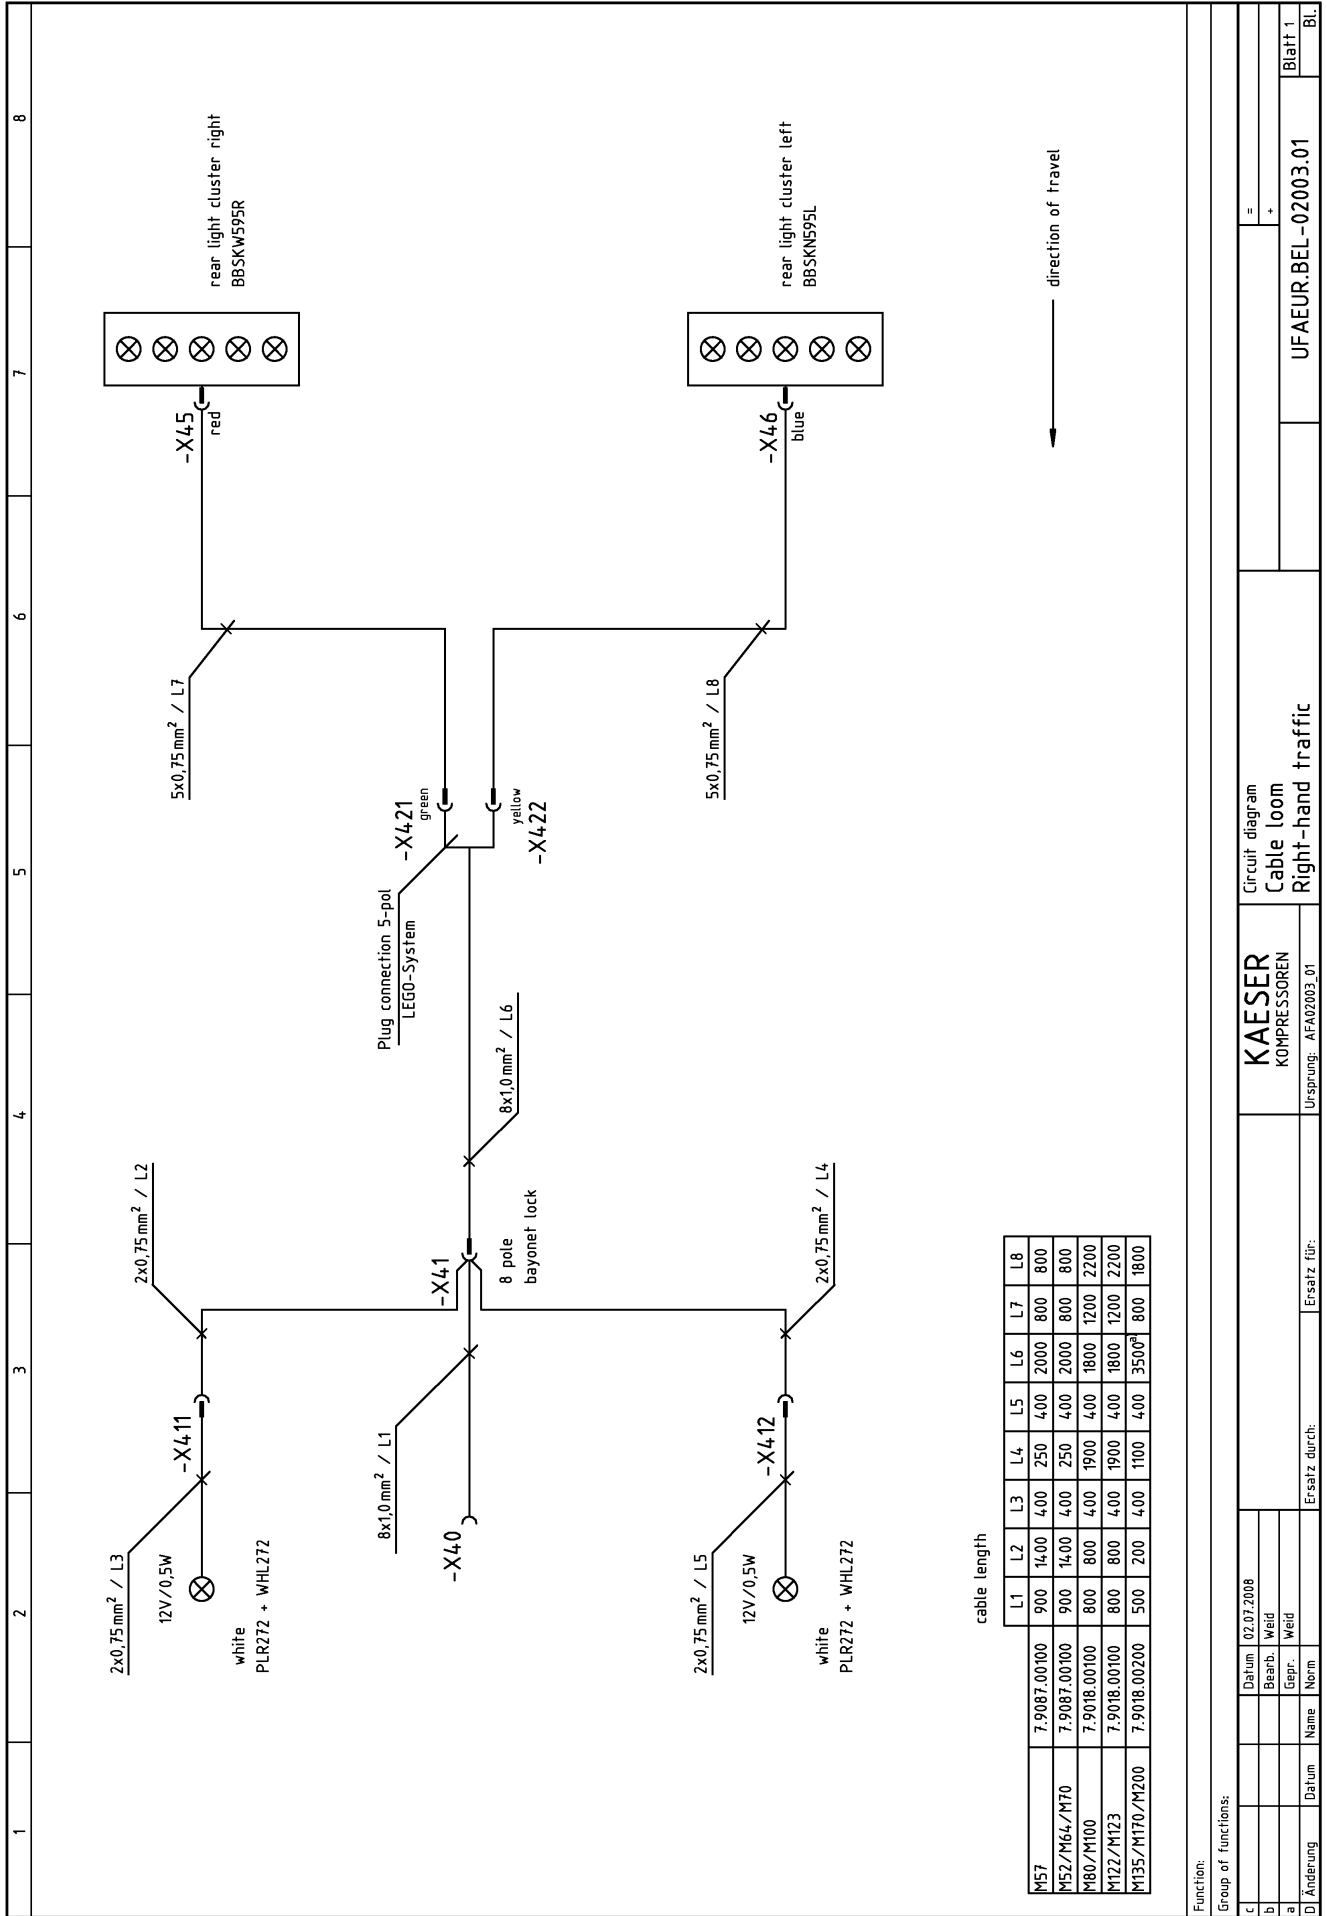 1 2 3 4 5 6 7 8
2x0,75mm² / L3
12V/0,5W
white
PLR272 + WHL272
-X411
2x0,75mm² / L2
8x1,0mm² / L1
-X40
-X41
8 pole
bayonet lock
8x1,0mm² / L6
Plug connection 5-pol
LEGO-System
-X421
green
yellow
-X422
5x0,75mm² / L7
-X45
red
rear light cluster right
BBSKW595R
2x0,75mm² / L5
12V/0,5W
white
PLR272 + WHL272
-X412
2x0,75mm² / L4
5x0,75mm² / L8
-X46
blue
rear light cluster left
BBSKN595L
direction of travel
cable length
L1 L2 L3 L4 L5 L6 L7 L8
M57 7.9087.00100 900 1400 400 250 400 2000 800 800
M52/M64/M70 7.9087.00100 900 1400 400 250 400 2000 800 800
M80/M100 7.9018.00100 800 800 400 1900 400 1800 1200 2200
M122/M123 7.9018.00100 800 800 400 1900 400 1800 1200 2200
M135/M170/M200 7.9018.00200 500 200 400 1100 400 3500 a) 800 1800
Function:
Group of functions:
c Datum 02.07.2008
b Bearb. Weid
a Gepr. Weid
D Änderung Datum Name Norm
Ersatz durch: Ersatz für:
KAESER
KOMPRESSOREN
Ursprung: AFA02003_01
Circuit diagram
Cable loom
Right-hand traffic
=
+
UFAEUR.BEL-02003.01
Blatt 1
Bl.